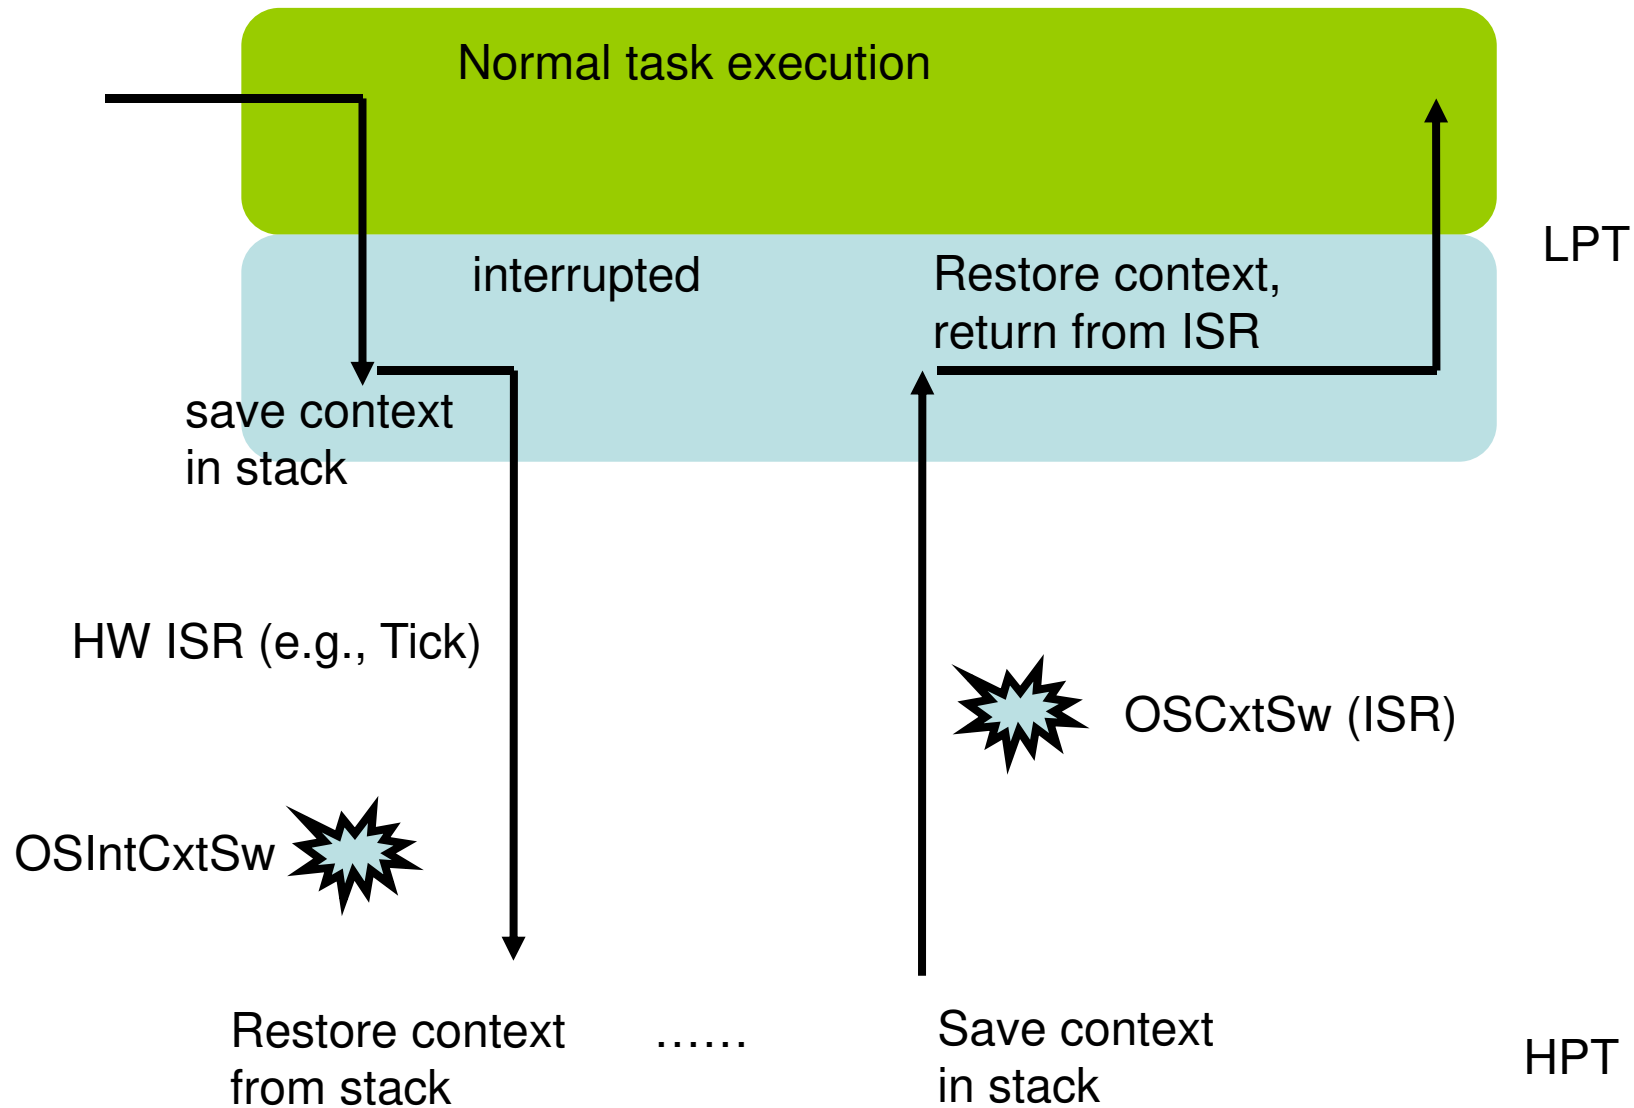 Normal task execution
LPT
interrupted
Restore context,
return from ISR
save context
in stack
HW ISR (e.g., Tick)
OSCxtSw (ISR)
OSIntCxtSw
Restore context
from stack
......
Save context
in stack
HPT